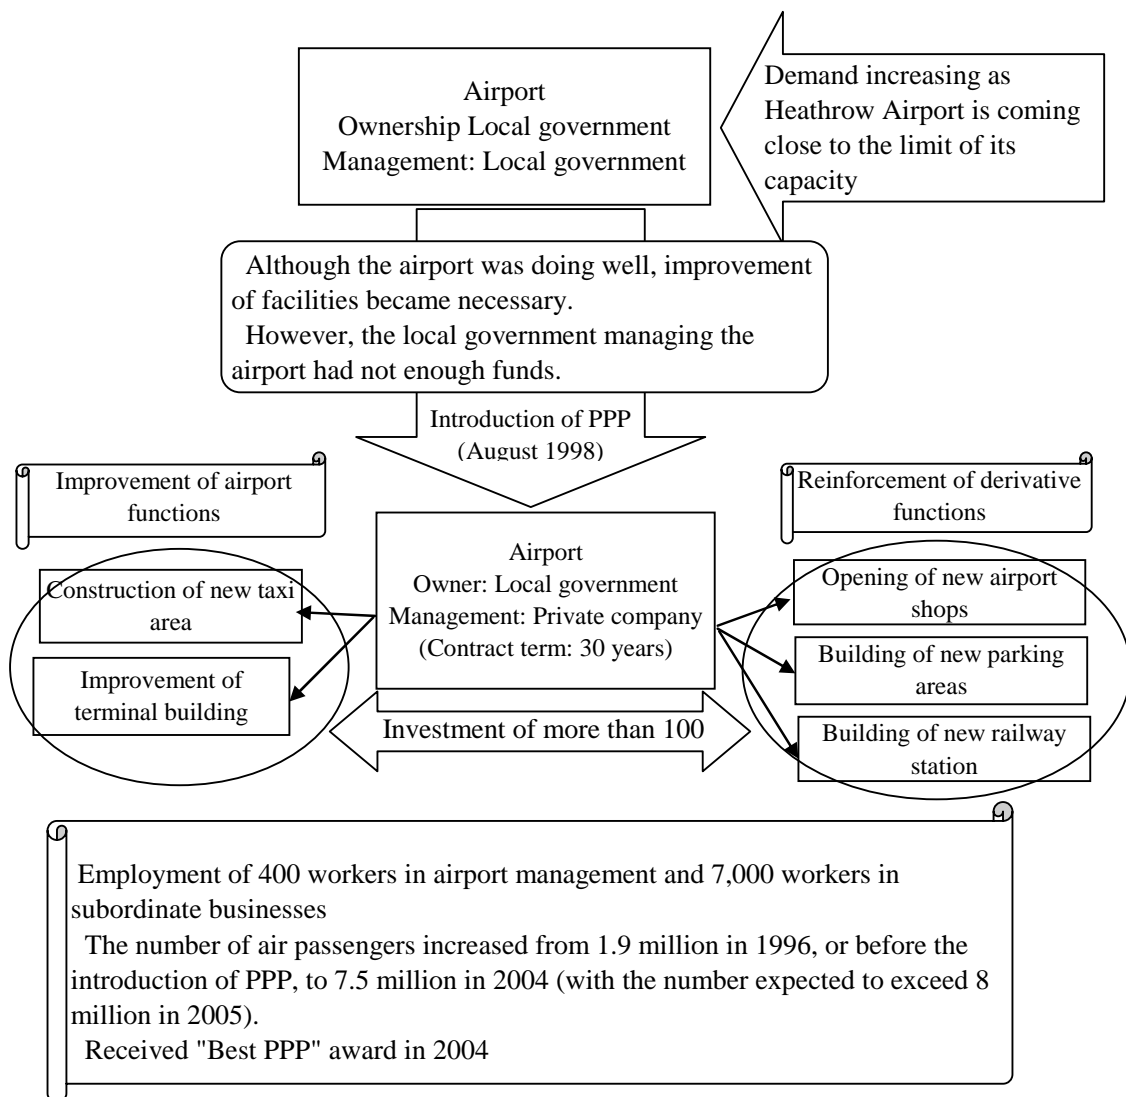 Airport
Ownership Local government
Management: Local government
Demand increasing as
Heathrow Airport is coming
close to the limit of its
capacity
Although the airport was doing well, improvement
of facilities became necessary.
However, the local government managing the
airport had not enough funds.
Introduction of PPP
(August 1998)
Improvement of airport
functions
Construction of new taxi
area
Improvement of
terminal building
Airport
Owner: Local government
Management: Private company
(Contract term: 30 years)
Investment of more than 100
Reinforcement of derivative
functions
Opening of new airport
shops
Building of new parking
areas
Building of new railway
station
Employment of 400 workers in airport management and 7,000 workers in
subordinate businesses
The number of air passengers increased from 1.9 million in 1996, or before the
introduction of PPP, to 7.5 million in 2004 (with the number expected to exceed 8
million in 2005).
Received "Best PPP" award in 2004